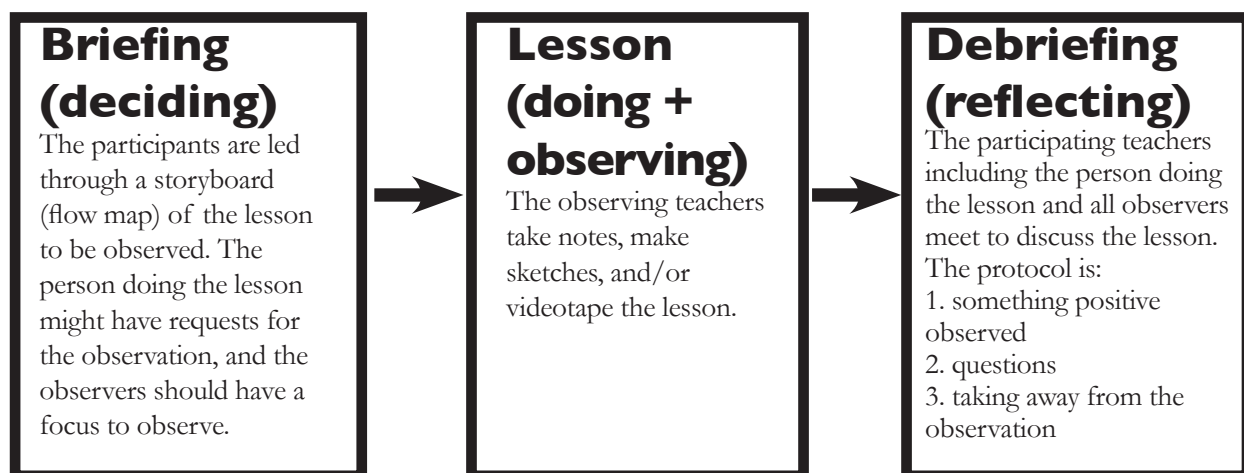 Briefing
(deciding)
The participants are led
through a storyboard
(flow map) of the lesson
to be observed. The
person doing the lesson
might have requests for
the observation, and the
observers should have a
focus to observe.
Lesson
(doing +
observing)
The observing teachers
take notes, make
sketches, and/or
videotape the lesson.
Debriefing
(reflecting)
The participating teachers
including the person doing
the lesson and all observers
meet to discuss the lesson.
The protocol is:
1. something positive
observed
2. questions
3. taking away from the
observation